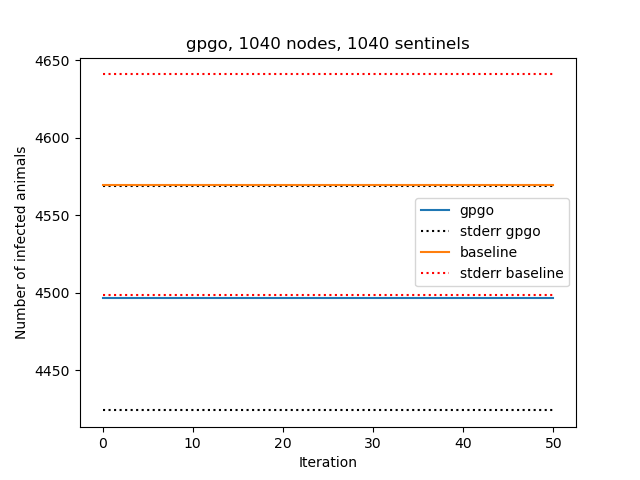 gpgo, 1040 nodes, 1040 sentinels
Number of infected animals
4650
4600
4550
4500
4450
gpgo
stderr gpgo
baseline
stderr baseline
0 10 20 30 40 50
Iteration